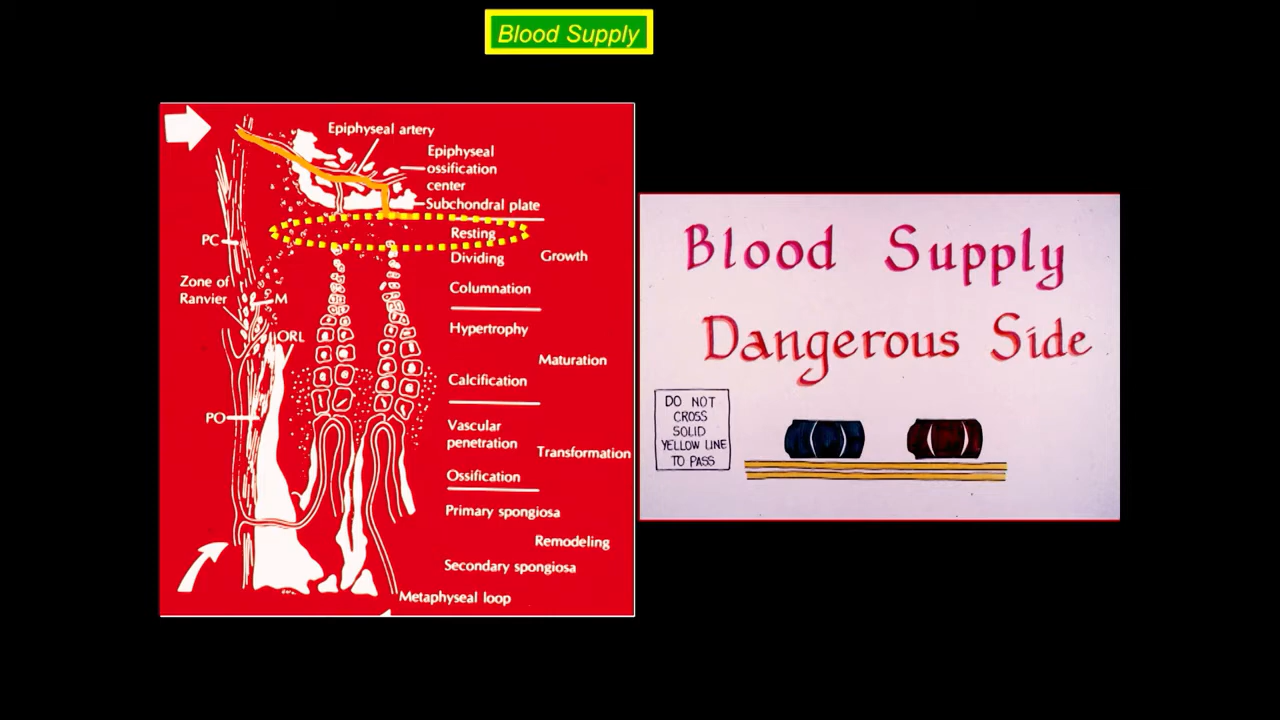 Blood Supply
Epiphyseal artery
Epiphyseal
ossification
center
Subchondral plate
Resting
PC
Dividing
Growth
Zone of
Ranvier
M
Columnation
ORL
Hypertrophy
Maturation
Calcification
PO
Vascular
penetration
Transformation
Ossification
Primary spongiosa
Remodeling
Secondary spongiosa
Metaphyseal loop
Blood Supply
Dangerous Side
DO NOT
CROSS
SOLID
YELLOW LINE
TO PASS